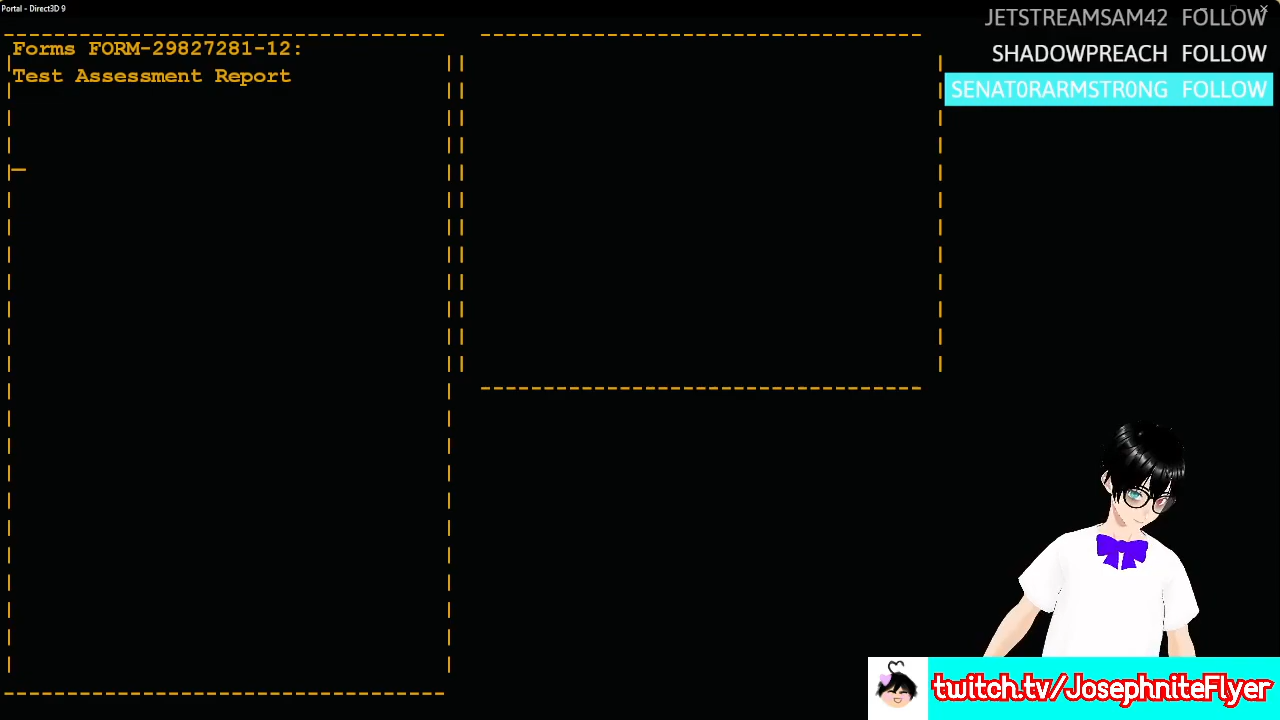 Portal - Direct3D 9
JETSTREAMSAM42 FOLLOW
SHADOWPREACH FOLLOW
SENAT0RARMSTR0NG FOLLOW
Forms FORM-29827281-12:
Test Assessment Report
twitch.tv/JosephniteFlyer